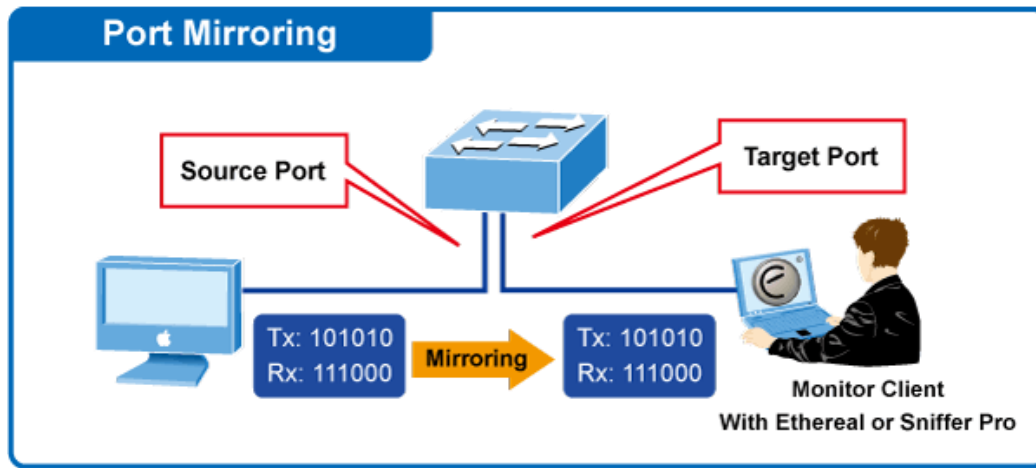 Port Mirroring
Source Port
Target Port
Tx: 101010
Rx: 111000
Mirroring
Tx: 101010
Rx: 111000
Monitor Client
With Ethereal or Sniffer Pro